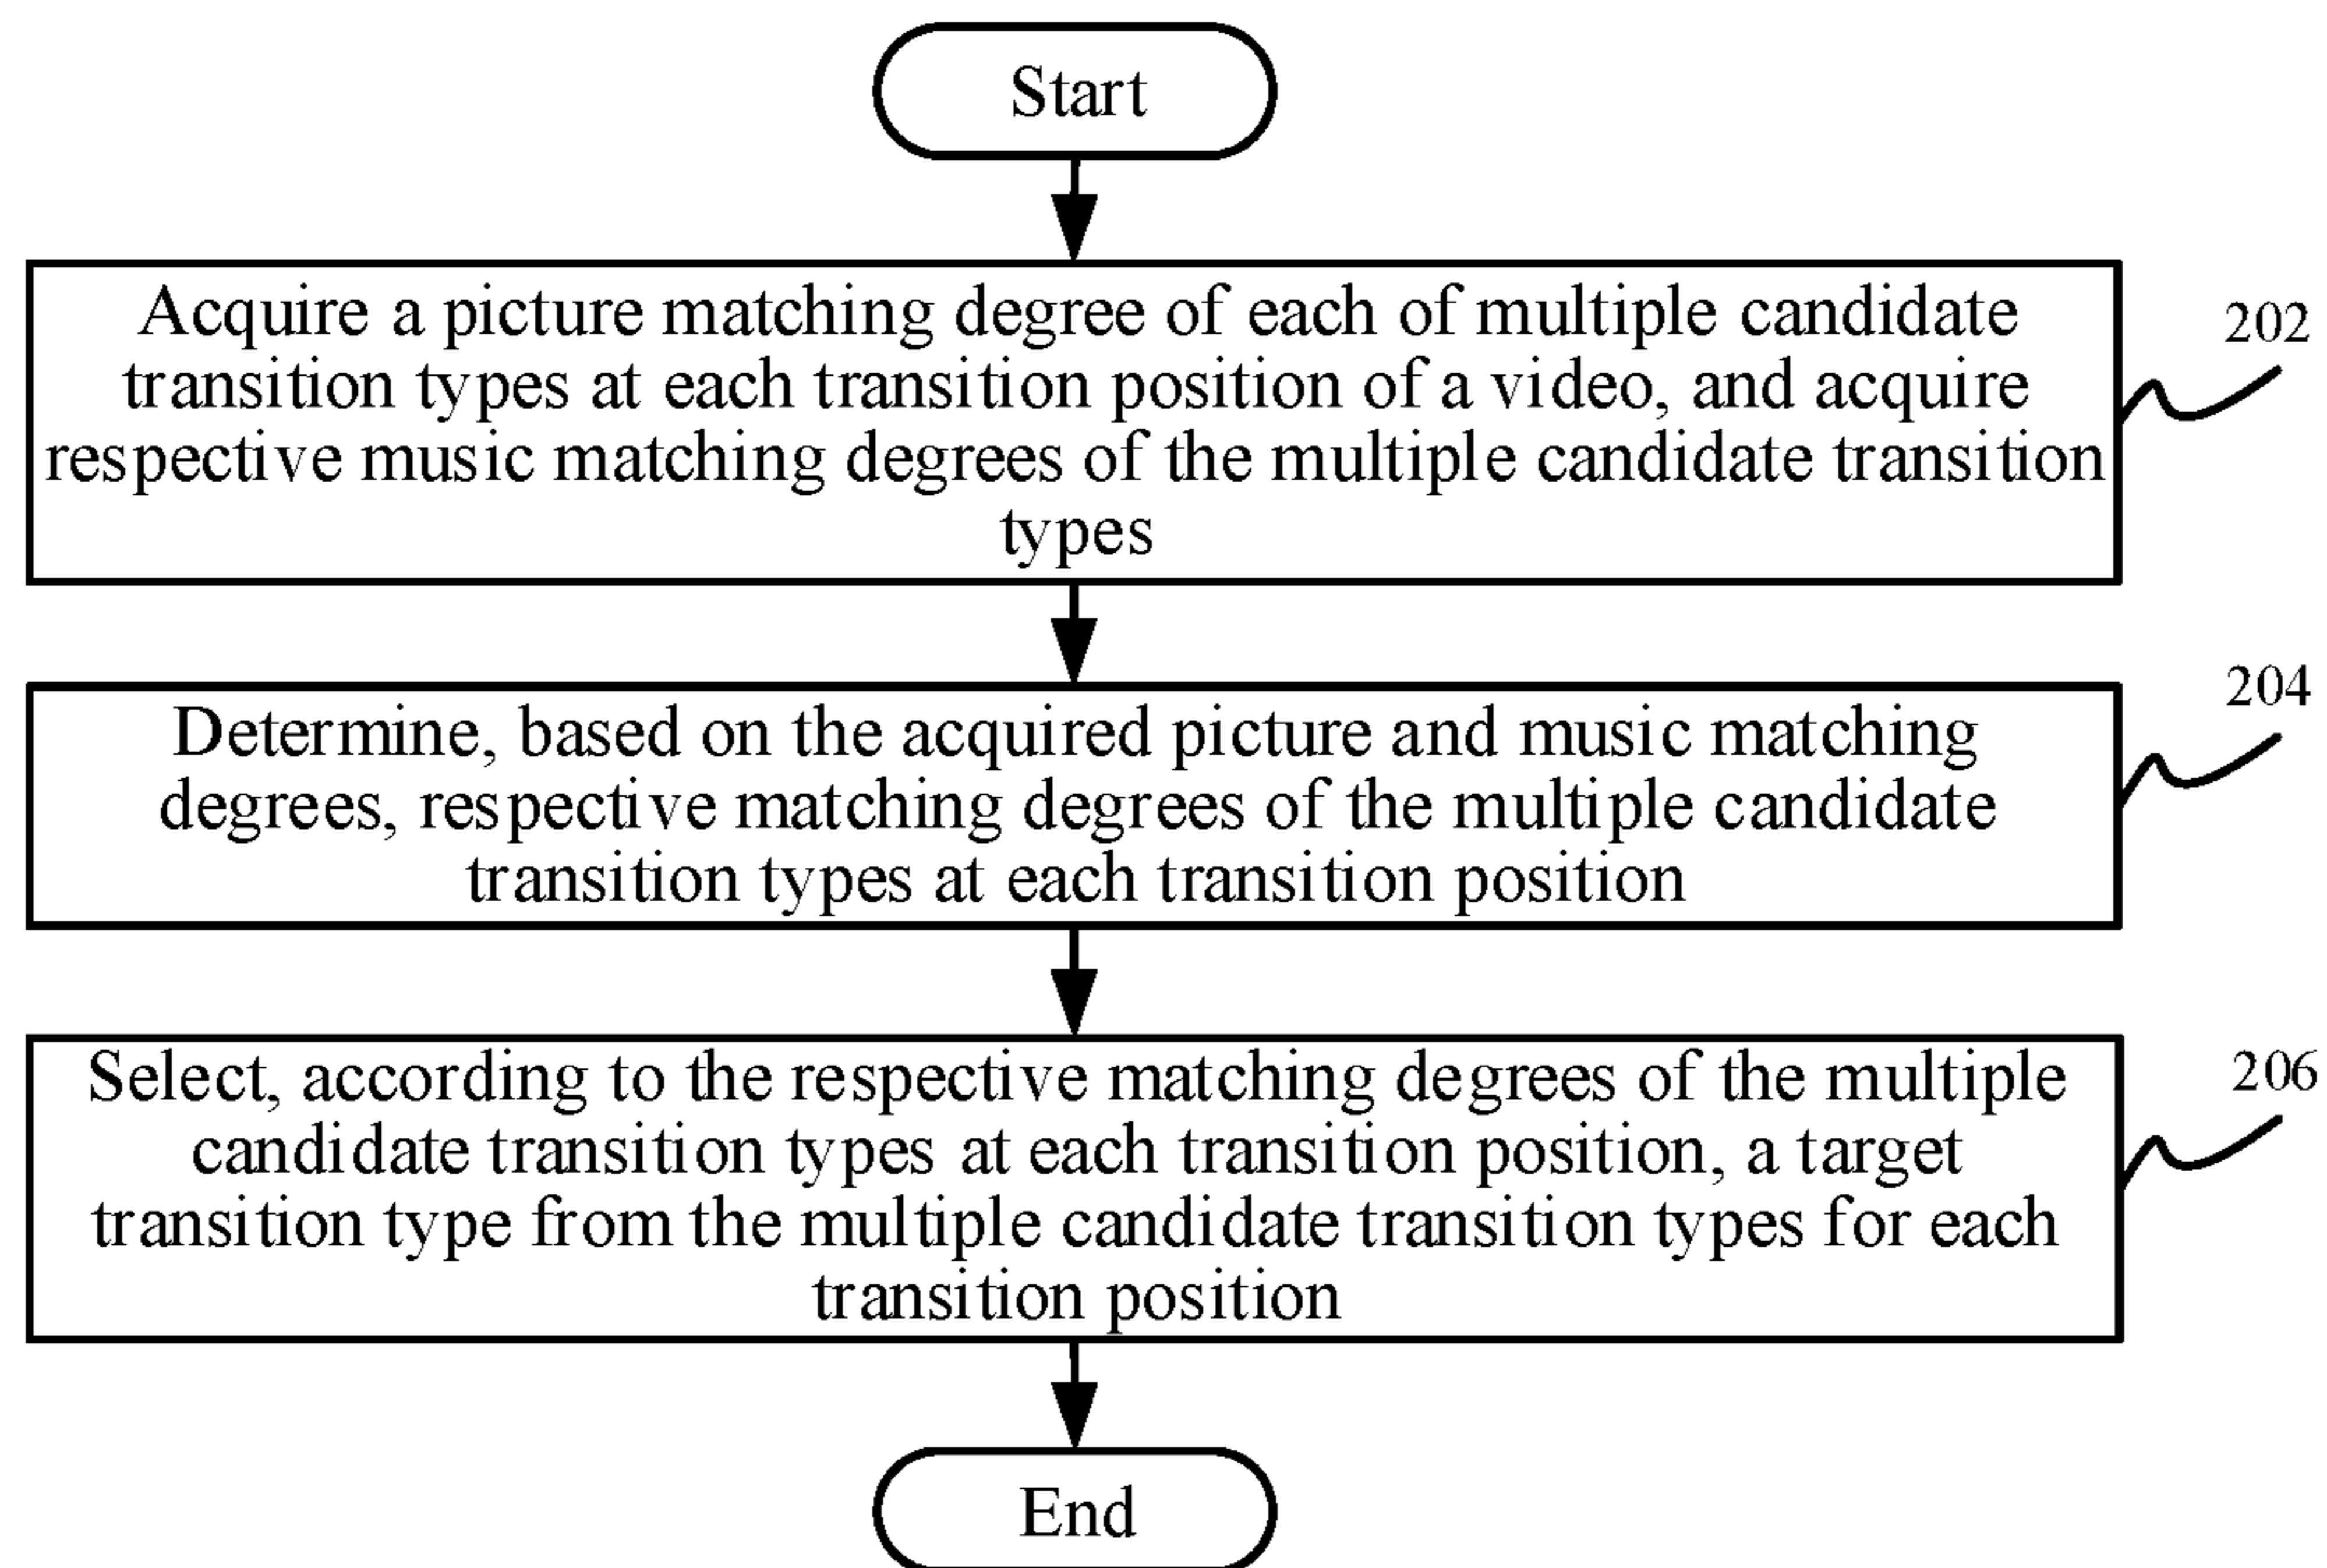 Start
Acquire a picture matching degree of each of multiple candidate
transition types at each transition position of a video, and acquire
respective music matching degrees of the multiple candidate transition
types
202
Determine, based on the acquired picture and music matching
degrees, respective matching degrees of the multiple candidate
transition types at each transition position
204
Select, according to the respective matching degrees of the multiple
candidate transition types at each transition position, a target
transition type from the multiple candidate transition types for each
transition position
206
End